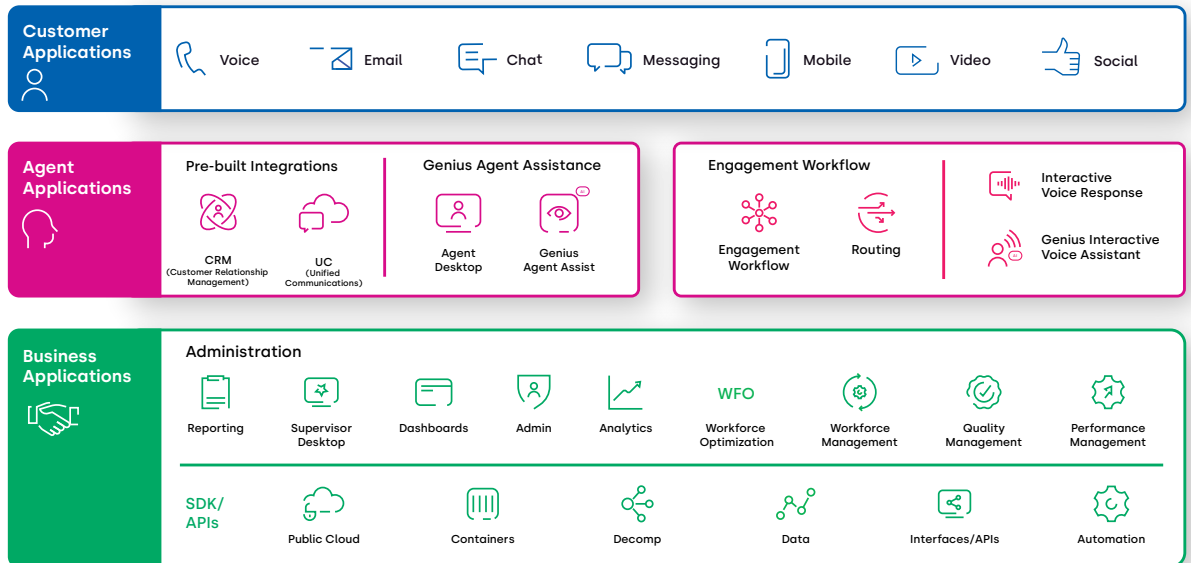 Customer
Applications
Voice
Email
Chat
Messaging
Mobile
Video
Social
Agent
Applications
Pre-built Integrations
CRM
(Customer Relationship
Management)
UC
(Unified
Communications)
Genius Agent Assistance
Agent
Desktop
AI
Genius
Agent Assist
Engagement Workflow
Engagement
Workflow
Routing
Interactive
Voice Response
AI
Genius Interactive
Voice Assistant
Business
Applications
Administration
Reporting
Supervisor
Desktop
Dashboards
Admin
Analytics
WFO
Workforce
Optimization
Workforce
Management
Quality
Management
Performance
Management
SDK/
APIs
Public Cloud
Containers
Decomp
Data
Interfaces/APIs
Automation